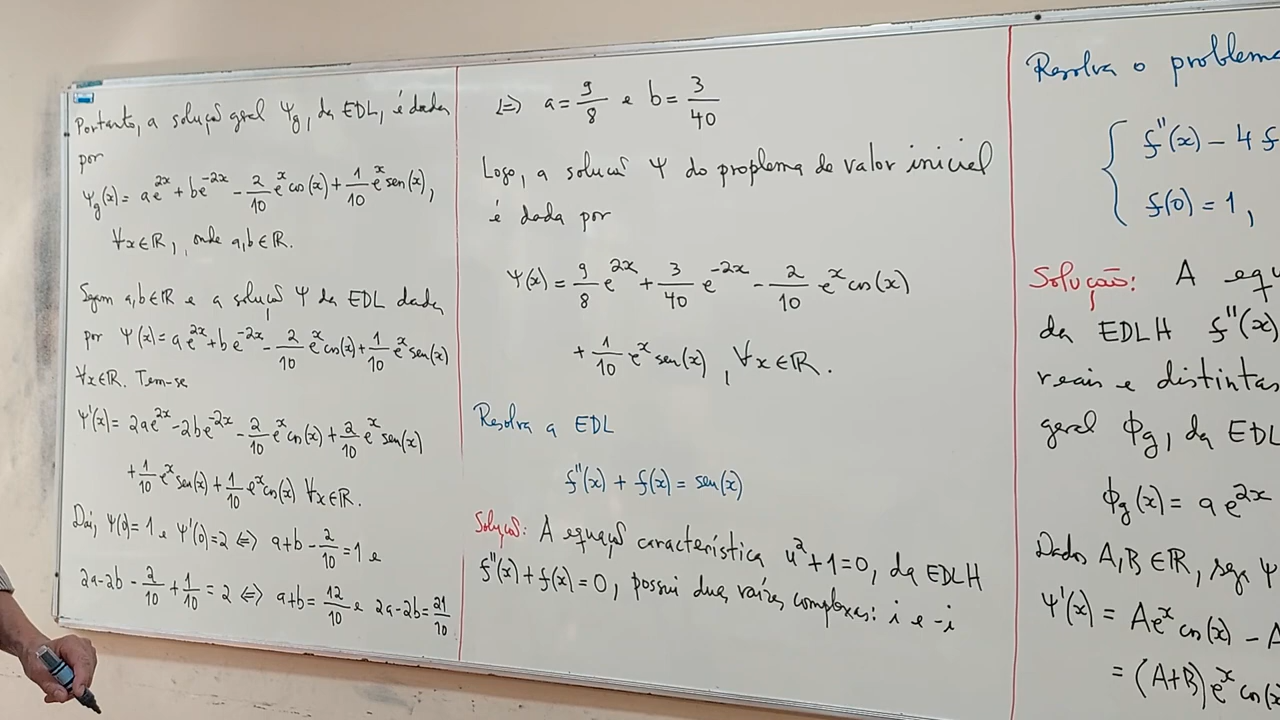 Portanto, a solução geral Ψg, da EDL, é dada
por
Ψg(x) = ae^{2x} + be^{-2x} - 2/10 e^x cos(x) + 1/10 e^x sen(x),
∀x∈ℝ, onde a,b∈ℝ.
Sejam a,b∈ℝ e a solução Ψ da EDL dada
por Ψ(x) = a e^{2x} + b e^{-2x} - 2/10 e^x cos(x) + 1/10 e^x sen(x)
∀x∈ℝ. Tem-se
Ψ'(x) = 2ae^{2x} - 2be^{-2x} - 2/10 e^x cos(x) + 2/10 e^x sen(x)
+ 1/10 e^x sen(x) + 1/10 e^x cos(x) ∀x∈ℝ.
Daí, Ψ(0)=1 e Ψ'(0)=2 ⇔ a+b - 2/10 = 1 e
2a-2b - 2/10 + 1/10 = 2 ⇔ a+b = 12/10 e 2a-2b = 21/10
⇔ a = 9/8 e b = 3/40
Logo, a solução Ψ do proplema de valor inicial
é dada por
Ψ(x) = 9/8 e^{2x} + 3/40 e^{-2x} - 2/10 e^x cos(x)
+ 1/10 e^x sen(x), ∀x∈ℝ.
Resolva a EDL
f''(x) + f(x) = sen(x)
Solução: A equação característica u²+1=0, da EDLH
f''(x) + f(x) = 0, possui duas raízes complexas: i e -i
Resolva o problema
f''(x) - 4f
f(0) = 1,
Solução: A equ
da EDLH f''(x)
reais e distintas
geral Φg, da EDL
Φg(x) = a e^{2x}
Dados A,B∈ℝ, seja Ψ
Ψ'(x) = Ae^x cos(x) - A
= (A+B)e^x cos(x